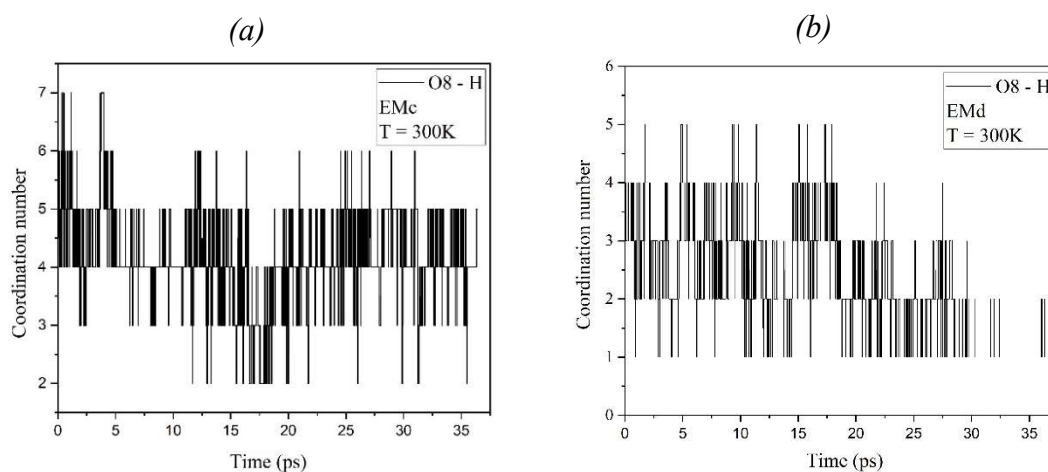 (a)
(b)
Coordination number
7
6
5
4
3
2
O8 - H
EMc
T = 300K
0 5 10 15 20 25 30 35
Time (ps)
Coordination number
6
5
4
3
2
1
0
O8 - H
EMd
T = 300K
0 5 10 15 20 25 30 35
Time (ps)